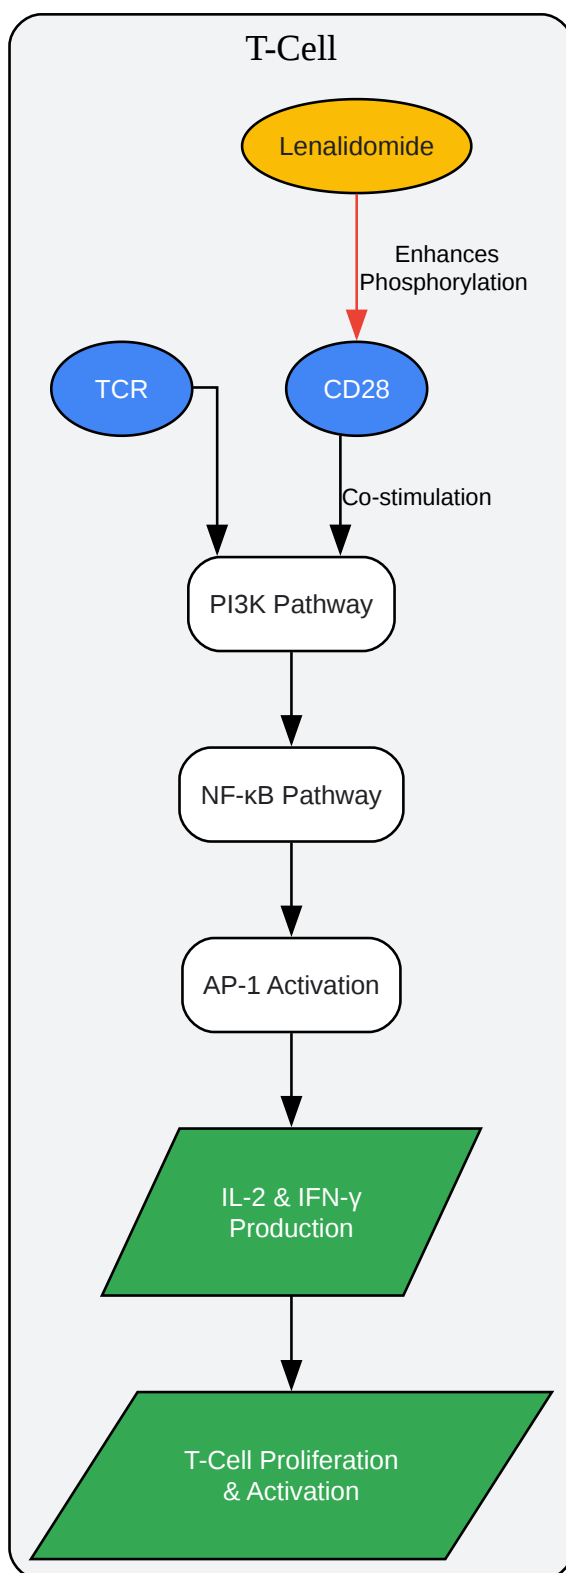 T-Cell
Lenalidomide
Enhances
Phosphorylation
TCR
CD28
Co-stimulation
PI3K Pathway
NF-κB Pathway
AP-1 Activation
IL-2 & IFN-γ
Production
T-Cell Proliferation
& Activation